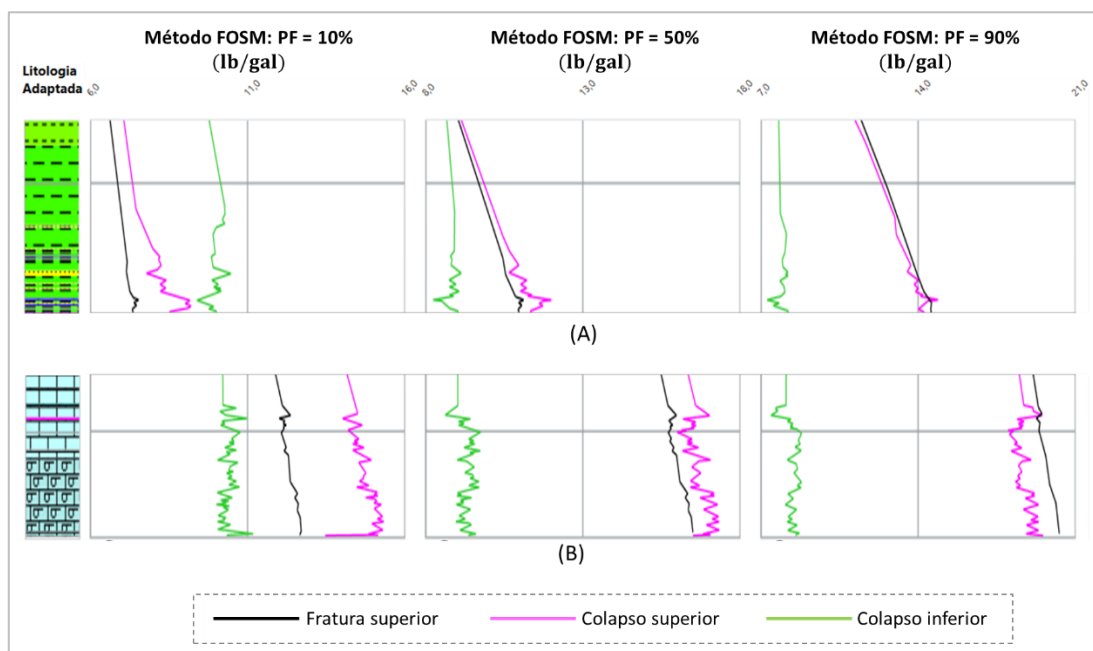 Método FOSM: PF = 10%
(lb/gal)
Método FOSM: PF = 50%
(lb/gal)
Método FOSM: PF = 90%
(lb/gal)
Litologia
Adaptada
6,0
11,0
16,0
8,0
13,0
18,0
7,0
14,0
21,0
(A)
(B)
Fratura superior
Colapso superior
Colapso inferior